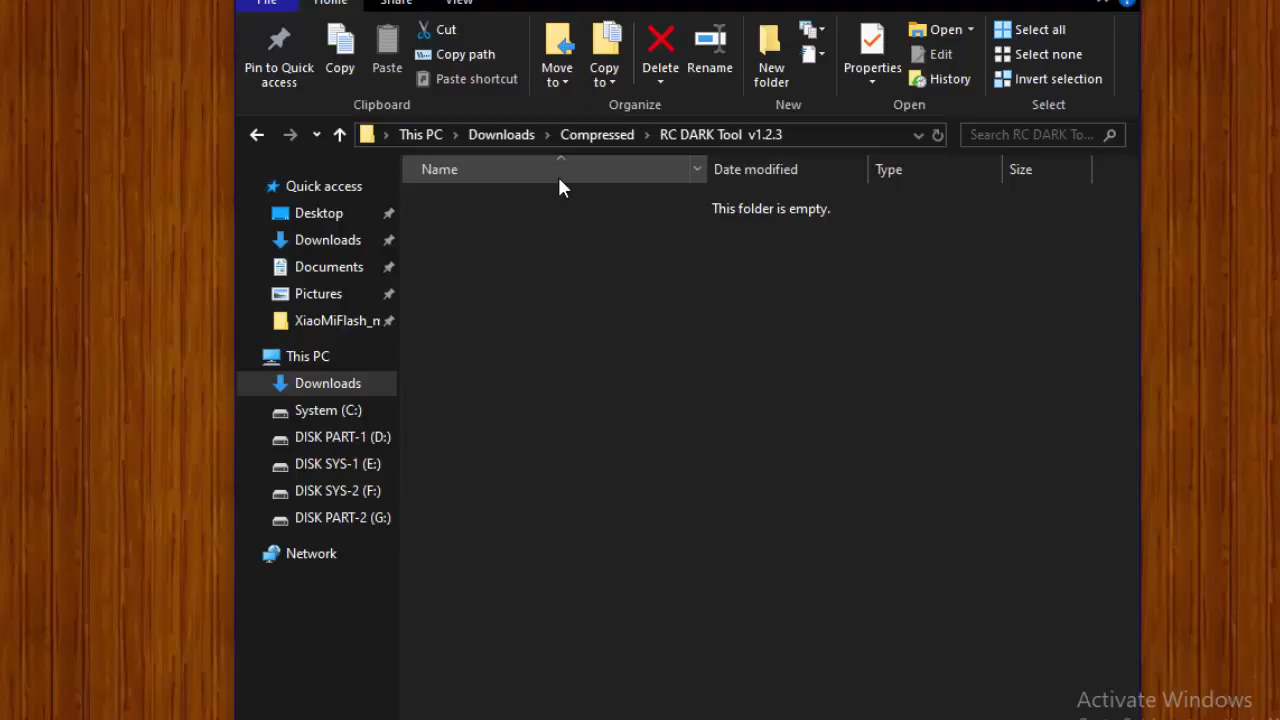 File Home Share View
Pin to Quick access
Copy
Paste
Cut
Copy path
Paste shortcut
Move to
Copy to
Delete
Rename
New folder
Properties
Open
Edit
History
Select all
Select none
Invert selection
Clipboard Organize New Open Select
This PC Downloads Compressed RC DARK Tool v1.2.3 Search RC DARK To...
Name Date modified Type Size
This folder is empty.
Quick access
Desktop
Downloads
Documents
Pictures
XiaoMiFlash_n
This PC
Downloads
System (C:)
DISK PART-1 (D:)
DISK SYS-1 (E:)
DISK SYS-2 (F:)
DISK PART-2 (G:)
Network
Activate Windows